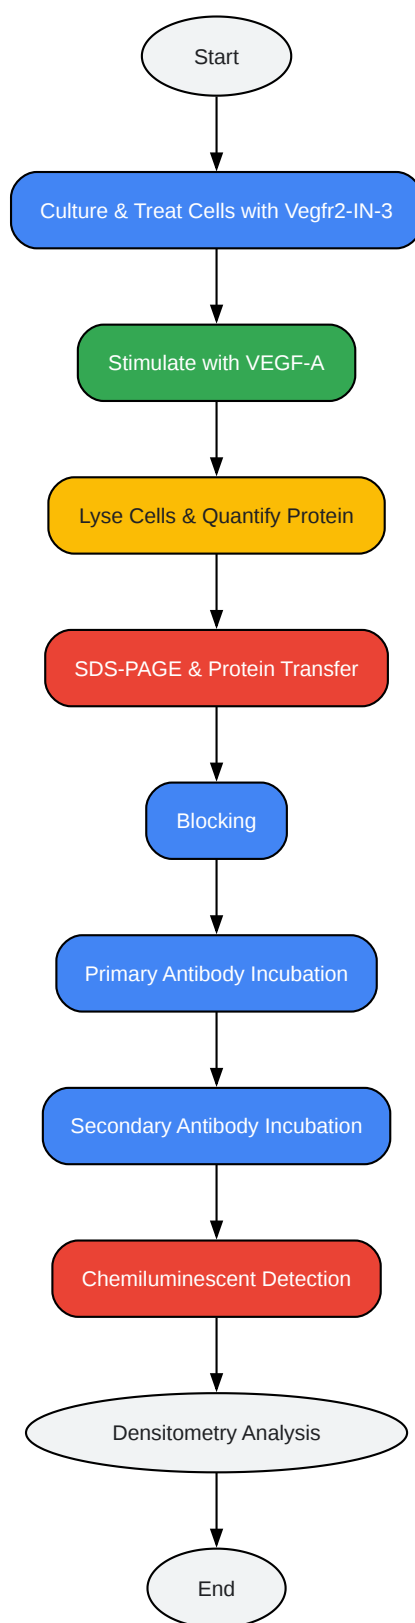 Start
Culture & Treat Cells with Vegfr2-IN-3
Stimulate with VEGF-A
Lyse Cells & Quantify Protein
SDS-PAGE & Protein Transfer
Blocking
Primary Antibody Incubation
Secondary Antibody Incubation
Chemiluminescent Detection
Densitometry Analysis
End